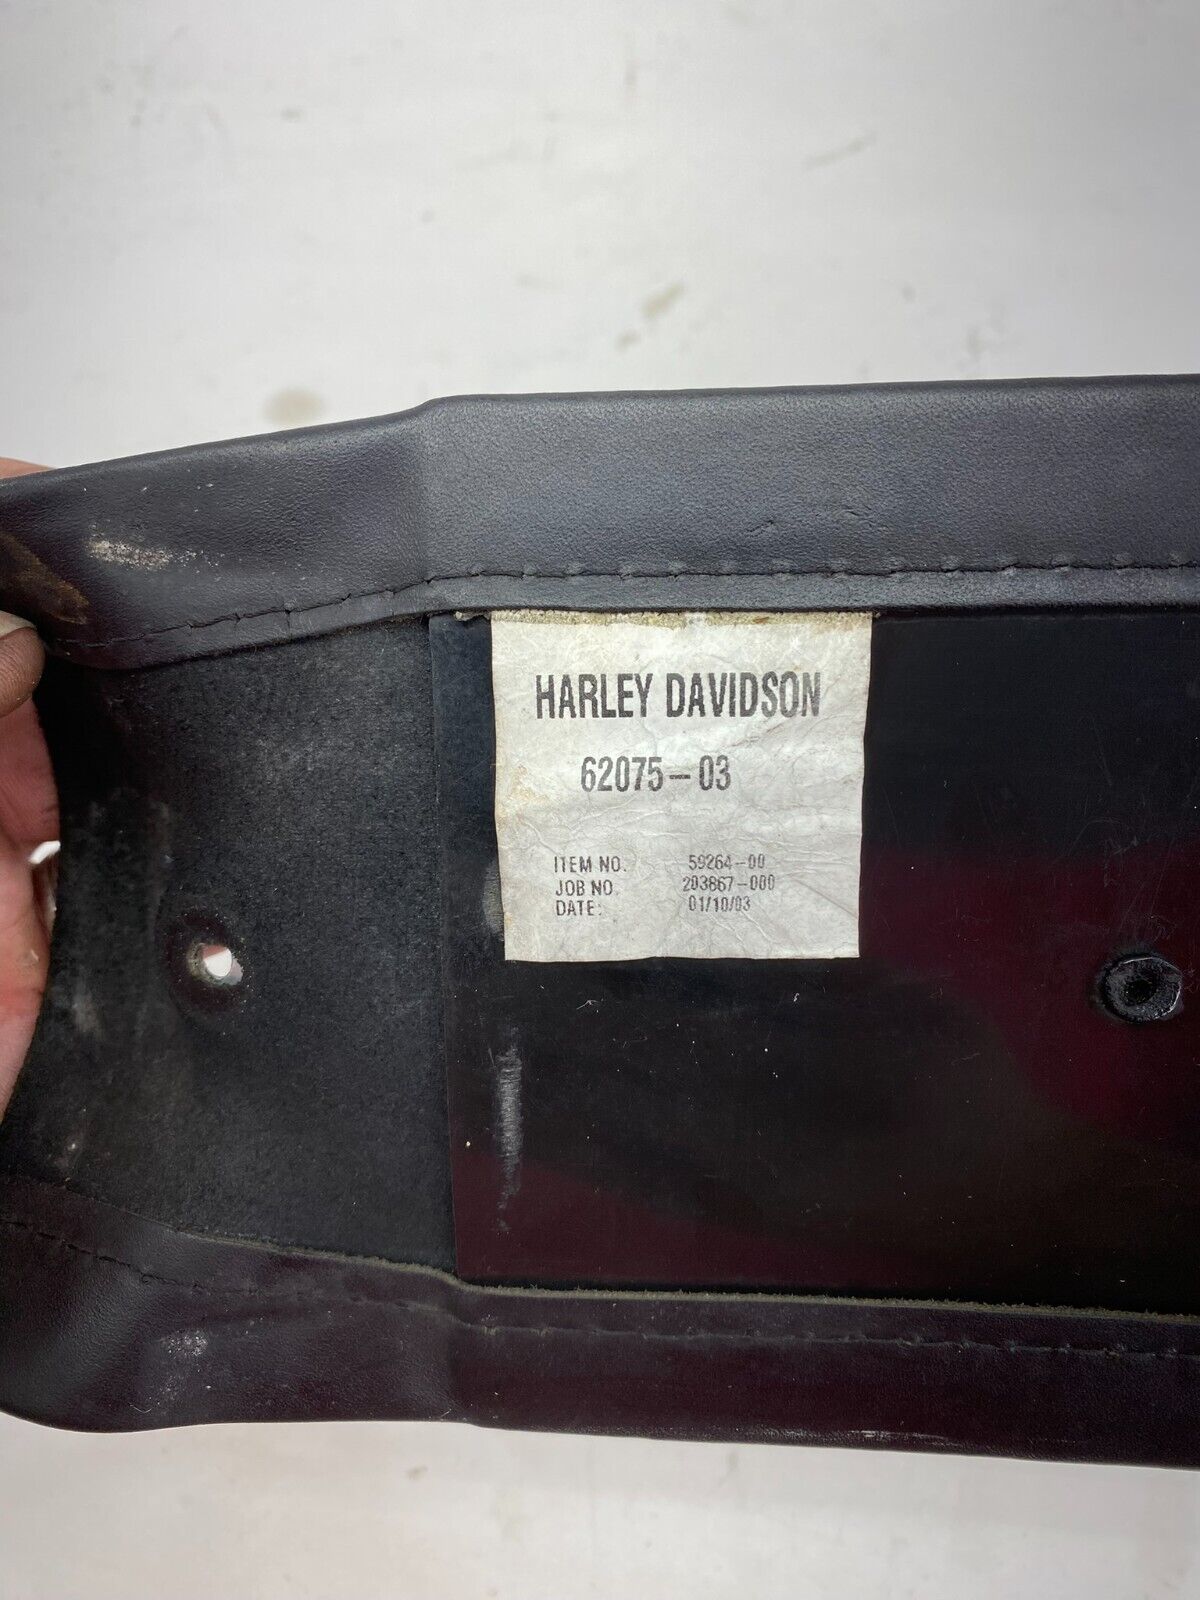 HARLEY DAVIDSON
62075-03
ITEM NO. 59264-00
JOB NO. 203867-000
DATE: 01/10/03